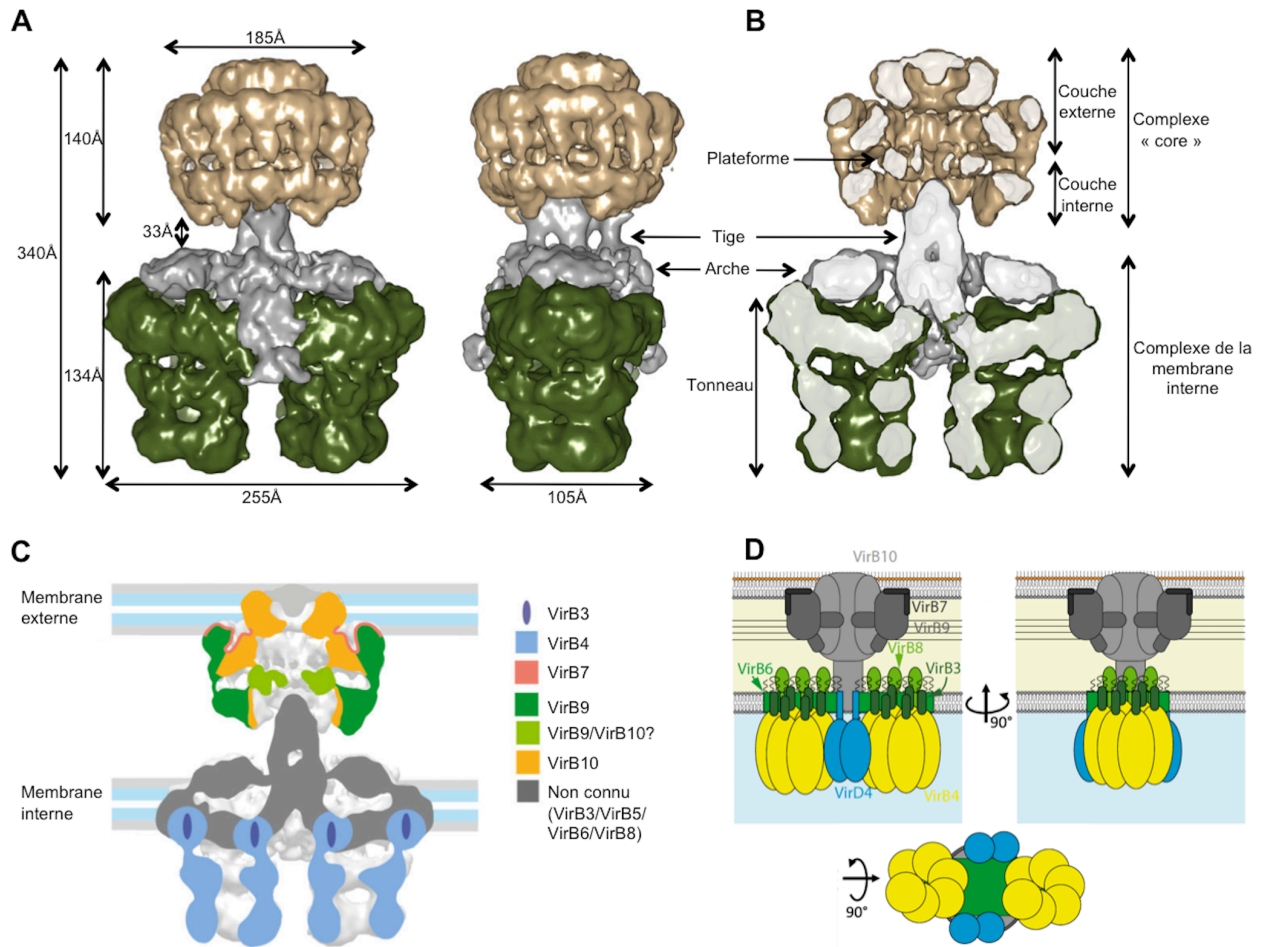 A
185Å
140Å
33Å
340Å
134Å
255Å
105Å
B
Couche
externe
Complexe
« core »
Plateforme
Couche
interne
Tige
Arche
Tonneau
Complexe de la
membrane
interne
C
Membrane
externe
Membrane
interne
VirB3
VirB4
VirB7
VirB9
VirB9/VirB10?
VirB10
Non connu
(VirB3/VirB5/
VirB6/VirB8)
D
VirB10
VirB7
VirB9
VirB8
VirB6
VirB3
90°
VirD4
VirB4
90°